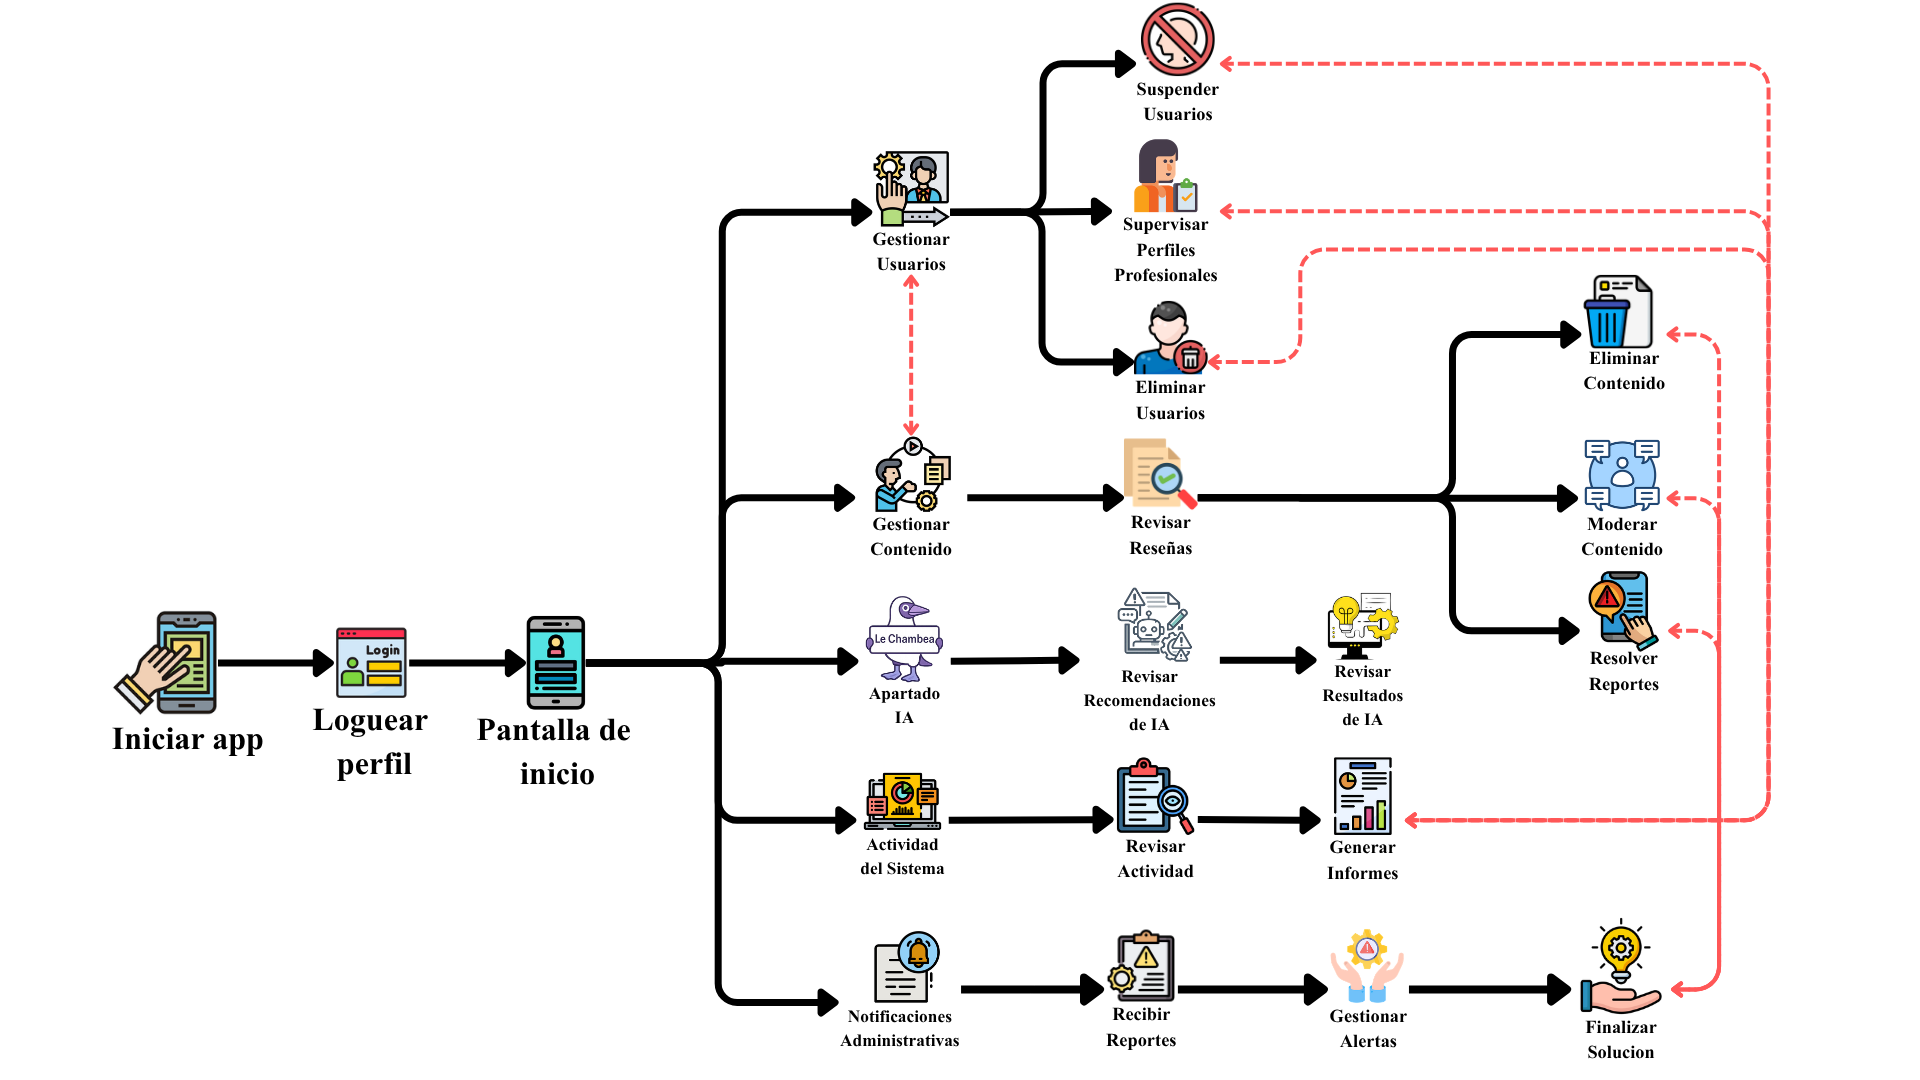 Suspender
Usuarios
Supervisar
Perfiles
Profesionales
Gestionar
Usuarios
Eliminar
Usuarios
Eliminar
Contenido
Gestionar
Contenido
Revisar
Reseñas
Moderar
Contenido
Login
Iniciar app
Loguear
perfil
Pantalla de
inicio
Le Chambea
Apartado
IA
Revisar
Recomendaciones
de IA
Revisar
Resultados
de IA
Resolver
Reportes
Actividad
del Sistema
Revisar
Actividad
Generar
Informes
Notificaciones
Administrativas
Recibir
Reportes
Gestionar
Alertas
Finalizar
Solucion